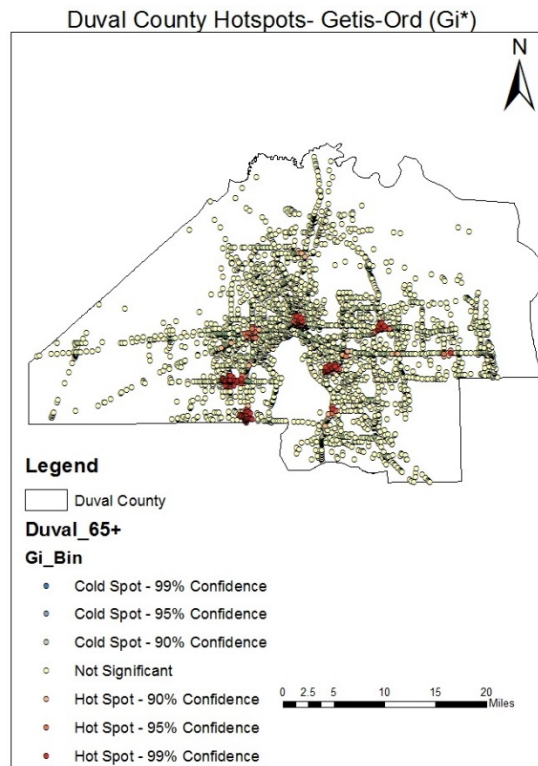 Duval County Hotspots- Getis-Ord (Gi*)
N
Legend
Duval County
Duval_65+
Gi_Bin
Cold Spot - 99% Confidence
Cold Spot - 95% Confidence
Cold Spot - 90% Confidence
Not Significant
Hot Spot - 90% Confidence
Hot Spot - 95% Confidence
Hot Spot - 99% Confidence
0 2.5 5 10 15 20
Miles